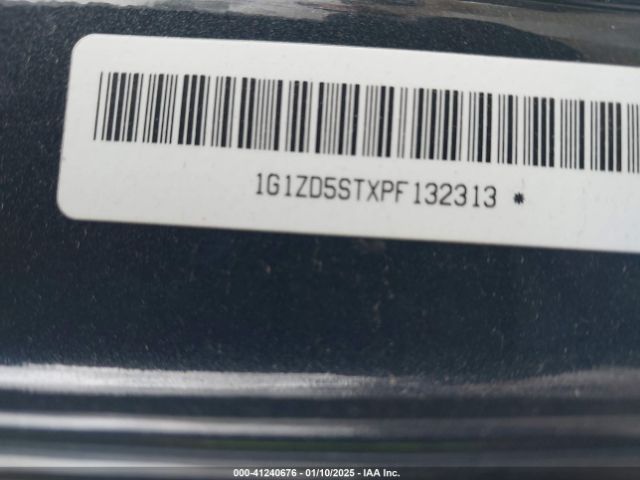 1G1ZD5STXPF132313 *
000-41240676 - 01/10/2025 - IAA Inc.